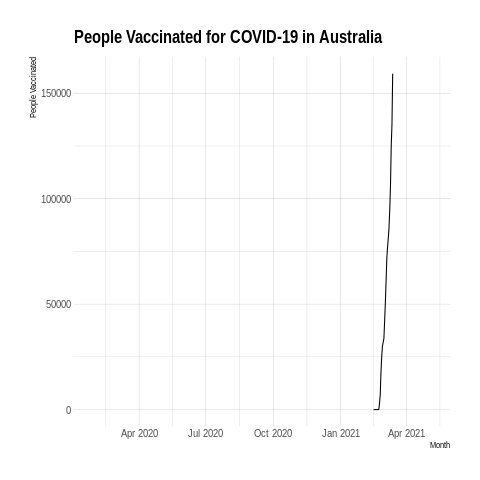 People Vaccinated for COVID-19 in Australia
People Vaccinated
150000
100000
50000
0
Apr 2020 Jul 2020 Oct 2020 Jan 2021 Apr 2021
Month